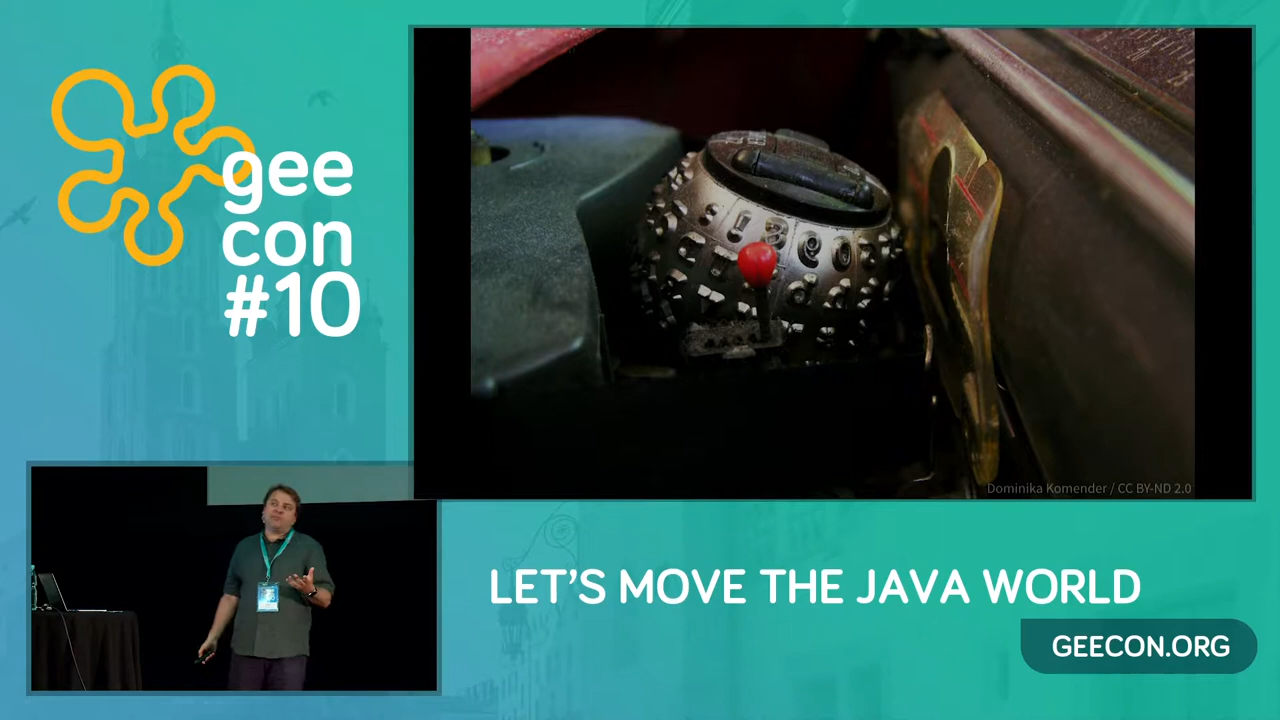 gee
con
#10
Dominika Komender / CC BY-ND 2.0
LET'S MOVE THE JAVA WORLD
GEECON.ORG